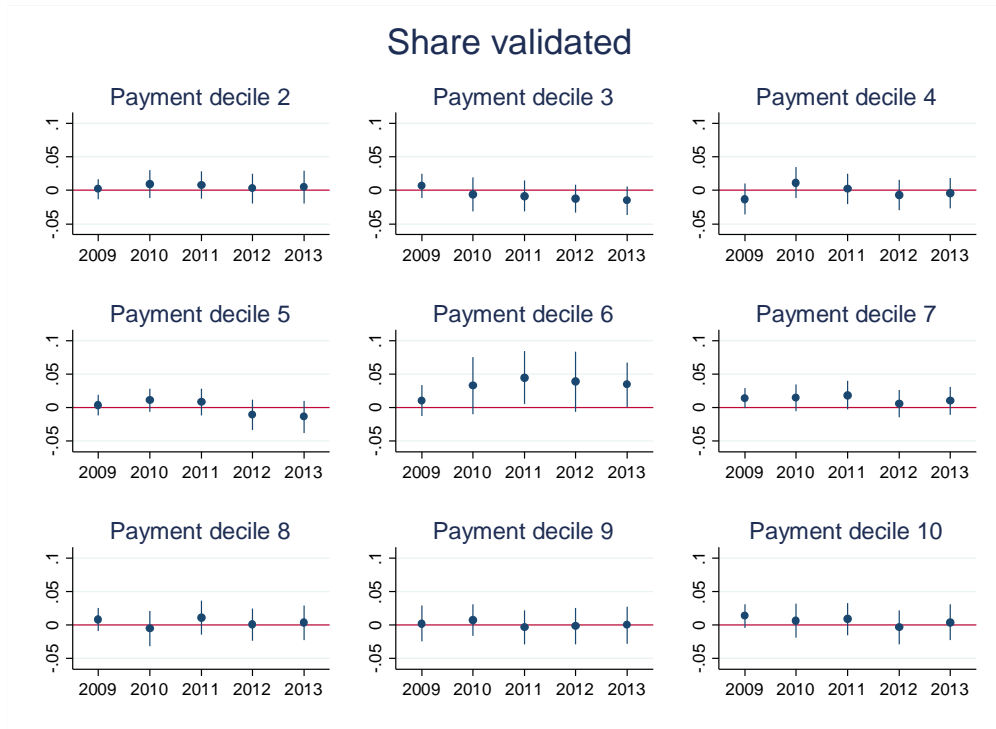 Share validated
Payment decile 2
.1
.05
0
-.05
2009 2010 2011 2012 2013
Payment decile 3
.1
.05
0
-.05
2009 2010 2011 2012 2013
Payment decile 4
.1
.05
0
-.05
2009 2010 2011 2012 2013
Payment decile 5
.1
.05
0
-.05
2009 2010 2011 2012 2013
Payment decile 6
.1
.05
0
-.05
2009 2010 2011 2012 2013
Payment decile 7
.1
.05
0
-.05
2009 2010 2011 2012 2013
Payment decile 8
.1
.05
0
-.05
2009 2010 2011 2012 2013
Payment decile 9
.1
.05
0
-.05
2009 2010 2011 2012 2013
Payment decile 10
.1
.05
0
-.05
2009 2010 2011 2012 2013